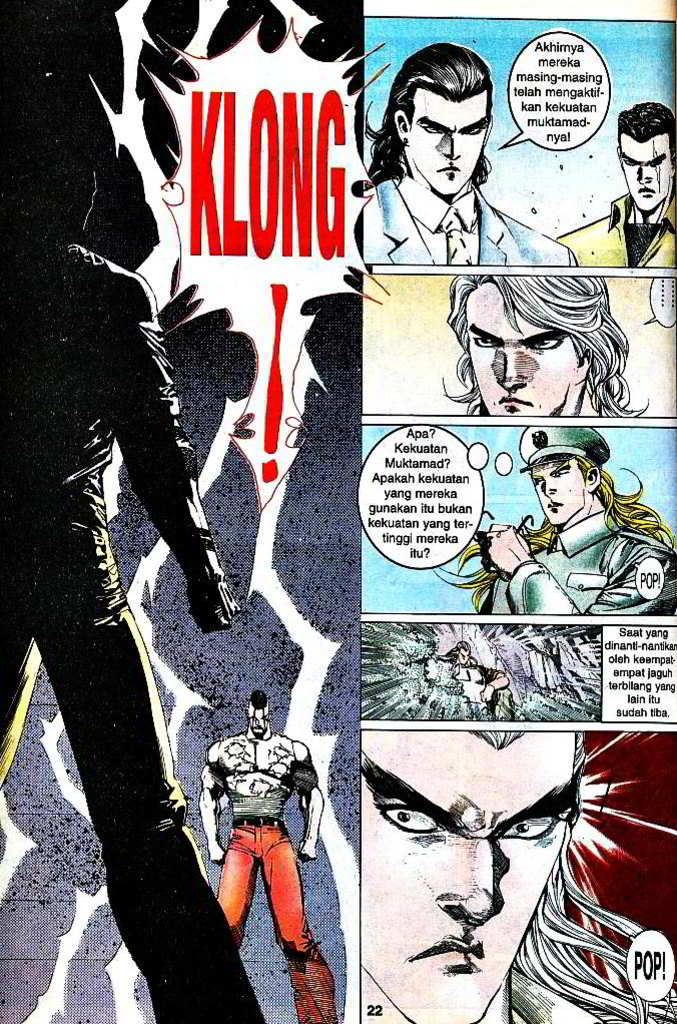 KLONG
!
Akhirnya
mereka
masing-masing
telah mengaktif-
kan kekuatan
muktamad-
nya!
......
Apa?
Kekuatan
Muktamad?
Apakah kekuatan
yang mereka
gunakan itu bukan
kekuatan yang ter-
tinggi mereka
itu?
POP!
Saat yang
dinanti-nantikan
oleh keempat-
empat jaguh
terbilang yang
lain itu
sudah tiba.
POP!
22